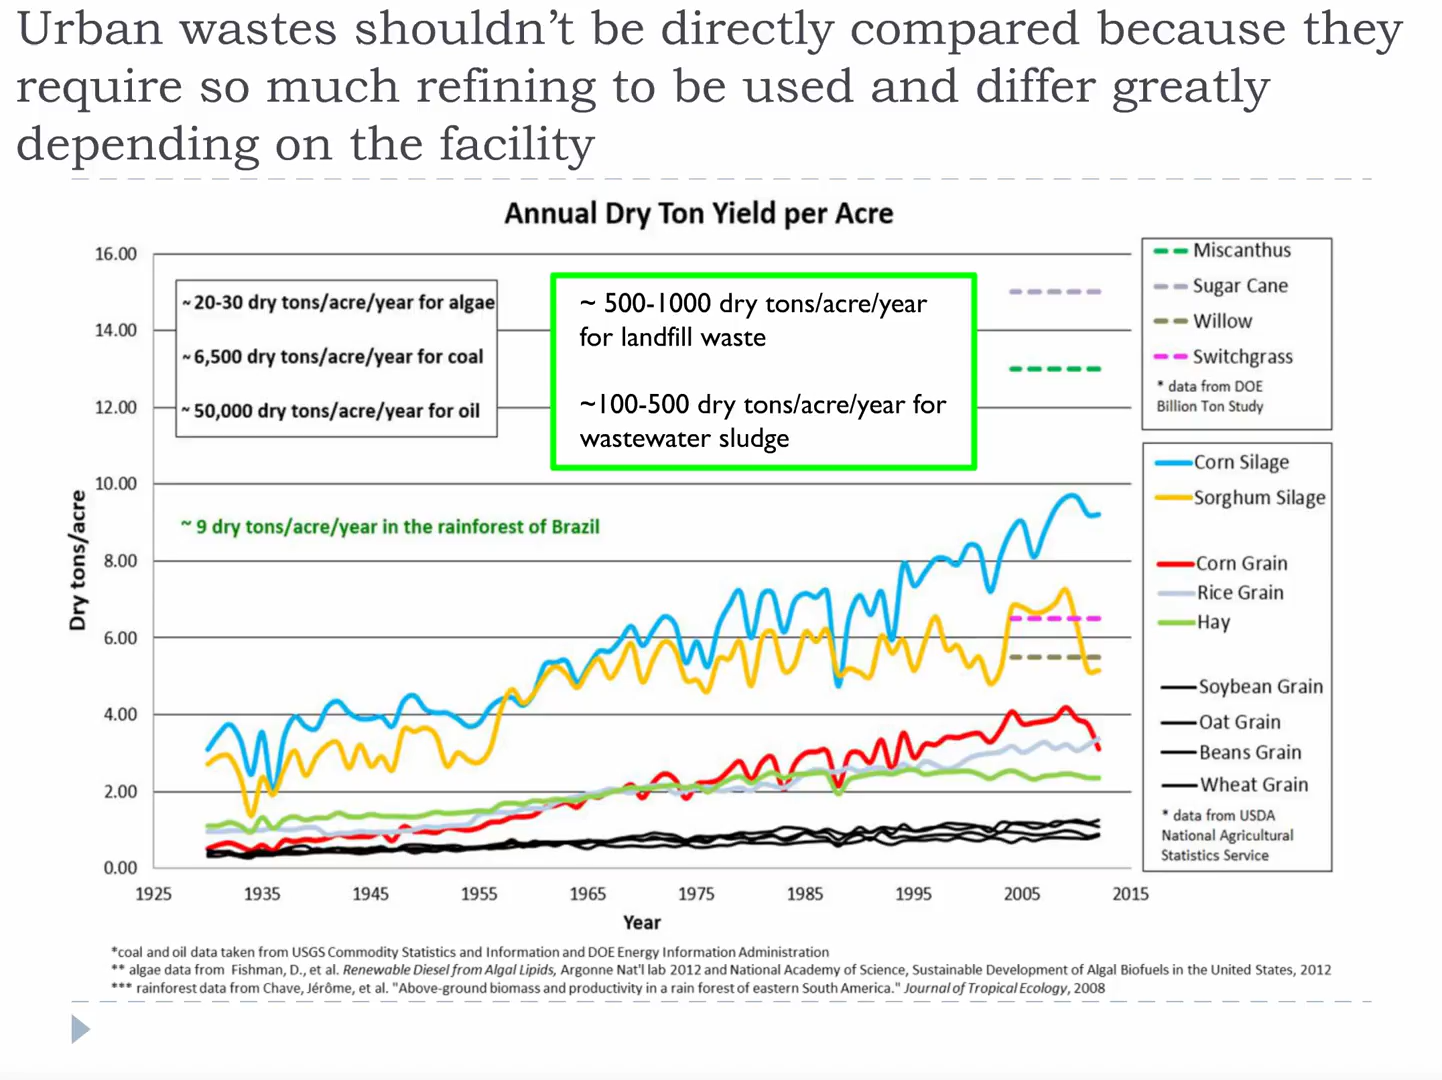 Urban wastes shouldn’t be directly compared because they
require so much refining to be used and differ greatly
depending on the facility
Annual Dry Ton Yield per Acre
16.00
14.00
12.00
10.00
8.00
6.00
4.00
2.00
0.00
Dry tons/acre
~ 20-30 dry tons/acre/year for algae
~ 6,500 dry tons/acre/year for coal
~ 50,000 dry tons/acre/year for oil
~ 500-1000 dry tons/acre/year
for landfill waste
~100-500 dry tons/acre/year for
wastewater sludge
~ 9 dry tons/acre/year in the rainforest of Brazil
Miscanthus
Sugar Cane
Willow
Switchgrass
* data from DOE
Billion Ton Study
Corn Silage
Sorghum Silage
Corn Grain
Rice Grain
Hay
Soybean Grain
Oat Grain
Beans Grain
Wheat Grain
* data from USDA
National Agricultural
Statistics Service
1925
1935
1945
1955
1965
1975
1985
1995
2005
2015
Year
*coal and oil data taken from USGS Commodity Statistics and Information and DOE Energy Information Administration
** algae data from Fishman, D., et al. Renewable Diesel from Algal Lipids, Argonne Nat'l lab 2012 and National Academy of Science, Sustainable Development of Algal Biofuels in the United States, 2012
*** rainforest data from Chave, Jérôme, et al. "Above-ground biomass and productivity in a rain forest of eastern South America." Journal of Tropical Ecology, 2008